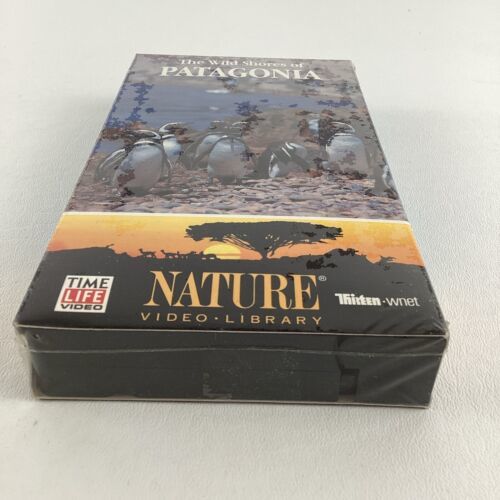 The Wild Shores of
PATAGONIA
TIME
LIFE
VIDEO
NATURE®
VIDEO · LIBRARY
Thirteen · wnet